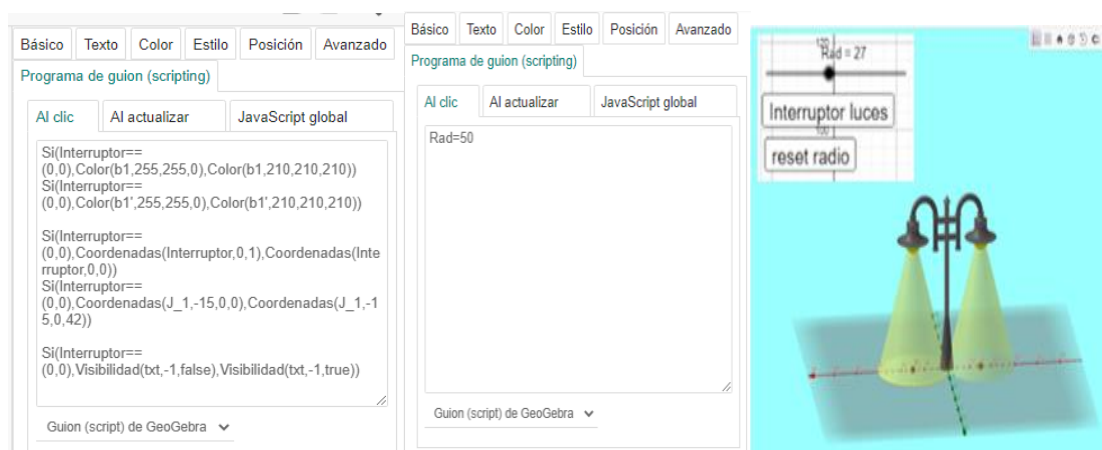 Básico Texto Color Estilo Posición Avanzado
Programa de guion (scripting)
Al clic Al actualizar JavaScript global
Si(Interruptor==
(0,0),Color(b1,255,255,0),Color(b1,210,210,210))
Si(Interruptor==
(0,0),Color(b1',255,255,0),Color(b1',210,210,210))
Si(Interruptor==
(0,0),Coordenadas(Interruptor,0,1),Coordenadas(Inte
rruptor,0,0))
Si(Interruptor==
(0,0),Coordenadas(J_1,-15,0,0),Coordenadas(J_1,-1
5,0,42))
Si(Interruptor==
(0,0),Visibilidad(txt,-1,false),Visibilidad(txt,-1,true))
Guion (script) de GeoGebra
Básico Texto Color Estilo Posición Avanzado
Programa de guion (scripting)
Al clic Al actualizar JavaScript global
Rad=50
Guion (script) de GeoGebra
Rad = 27
Interruptor luces
100
reset radio